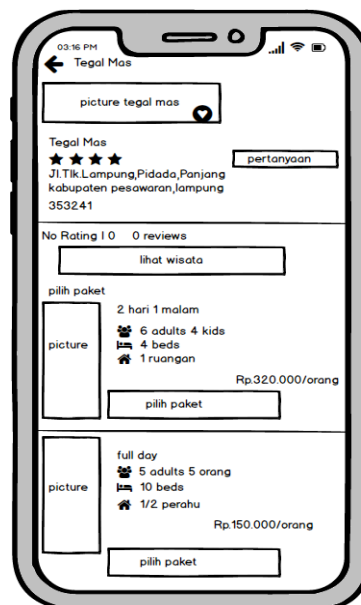 03:16 PM
Tegal Mas
picture tegal mas
Tegal Mas
pertanyaan
Jl.Tlk.Lampung,Pidada,Panjang
kabupaten pesawaran,lampung
353241
No Rating | 0 0 reviews
lihat wisata
pilih paket
picture
2 hari 1 malam
6 adults 4 kids
4 beds
1 ruangan
Rp.320.000/orang
pilih paket
picture
full day
5 adults 5 orang
10 beds
1/2 perahu
Rp.150.000/orang
pilih paket